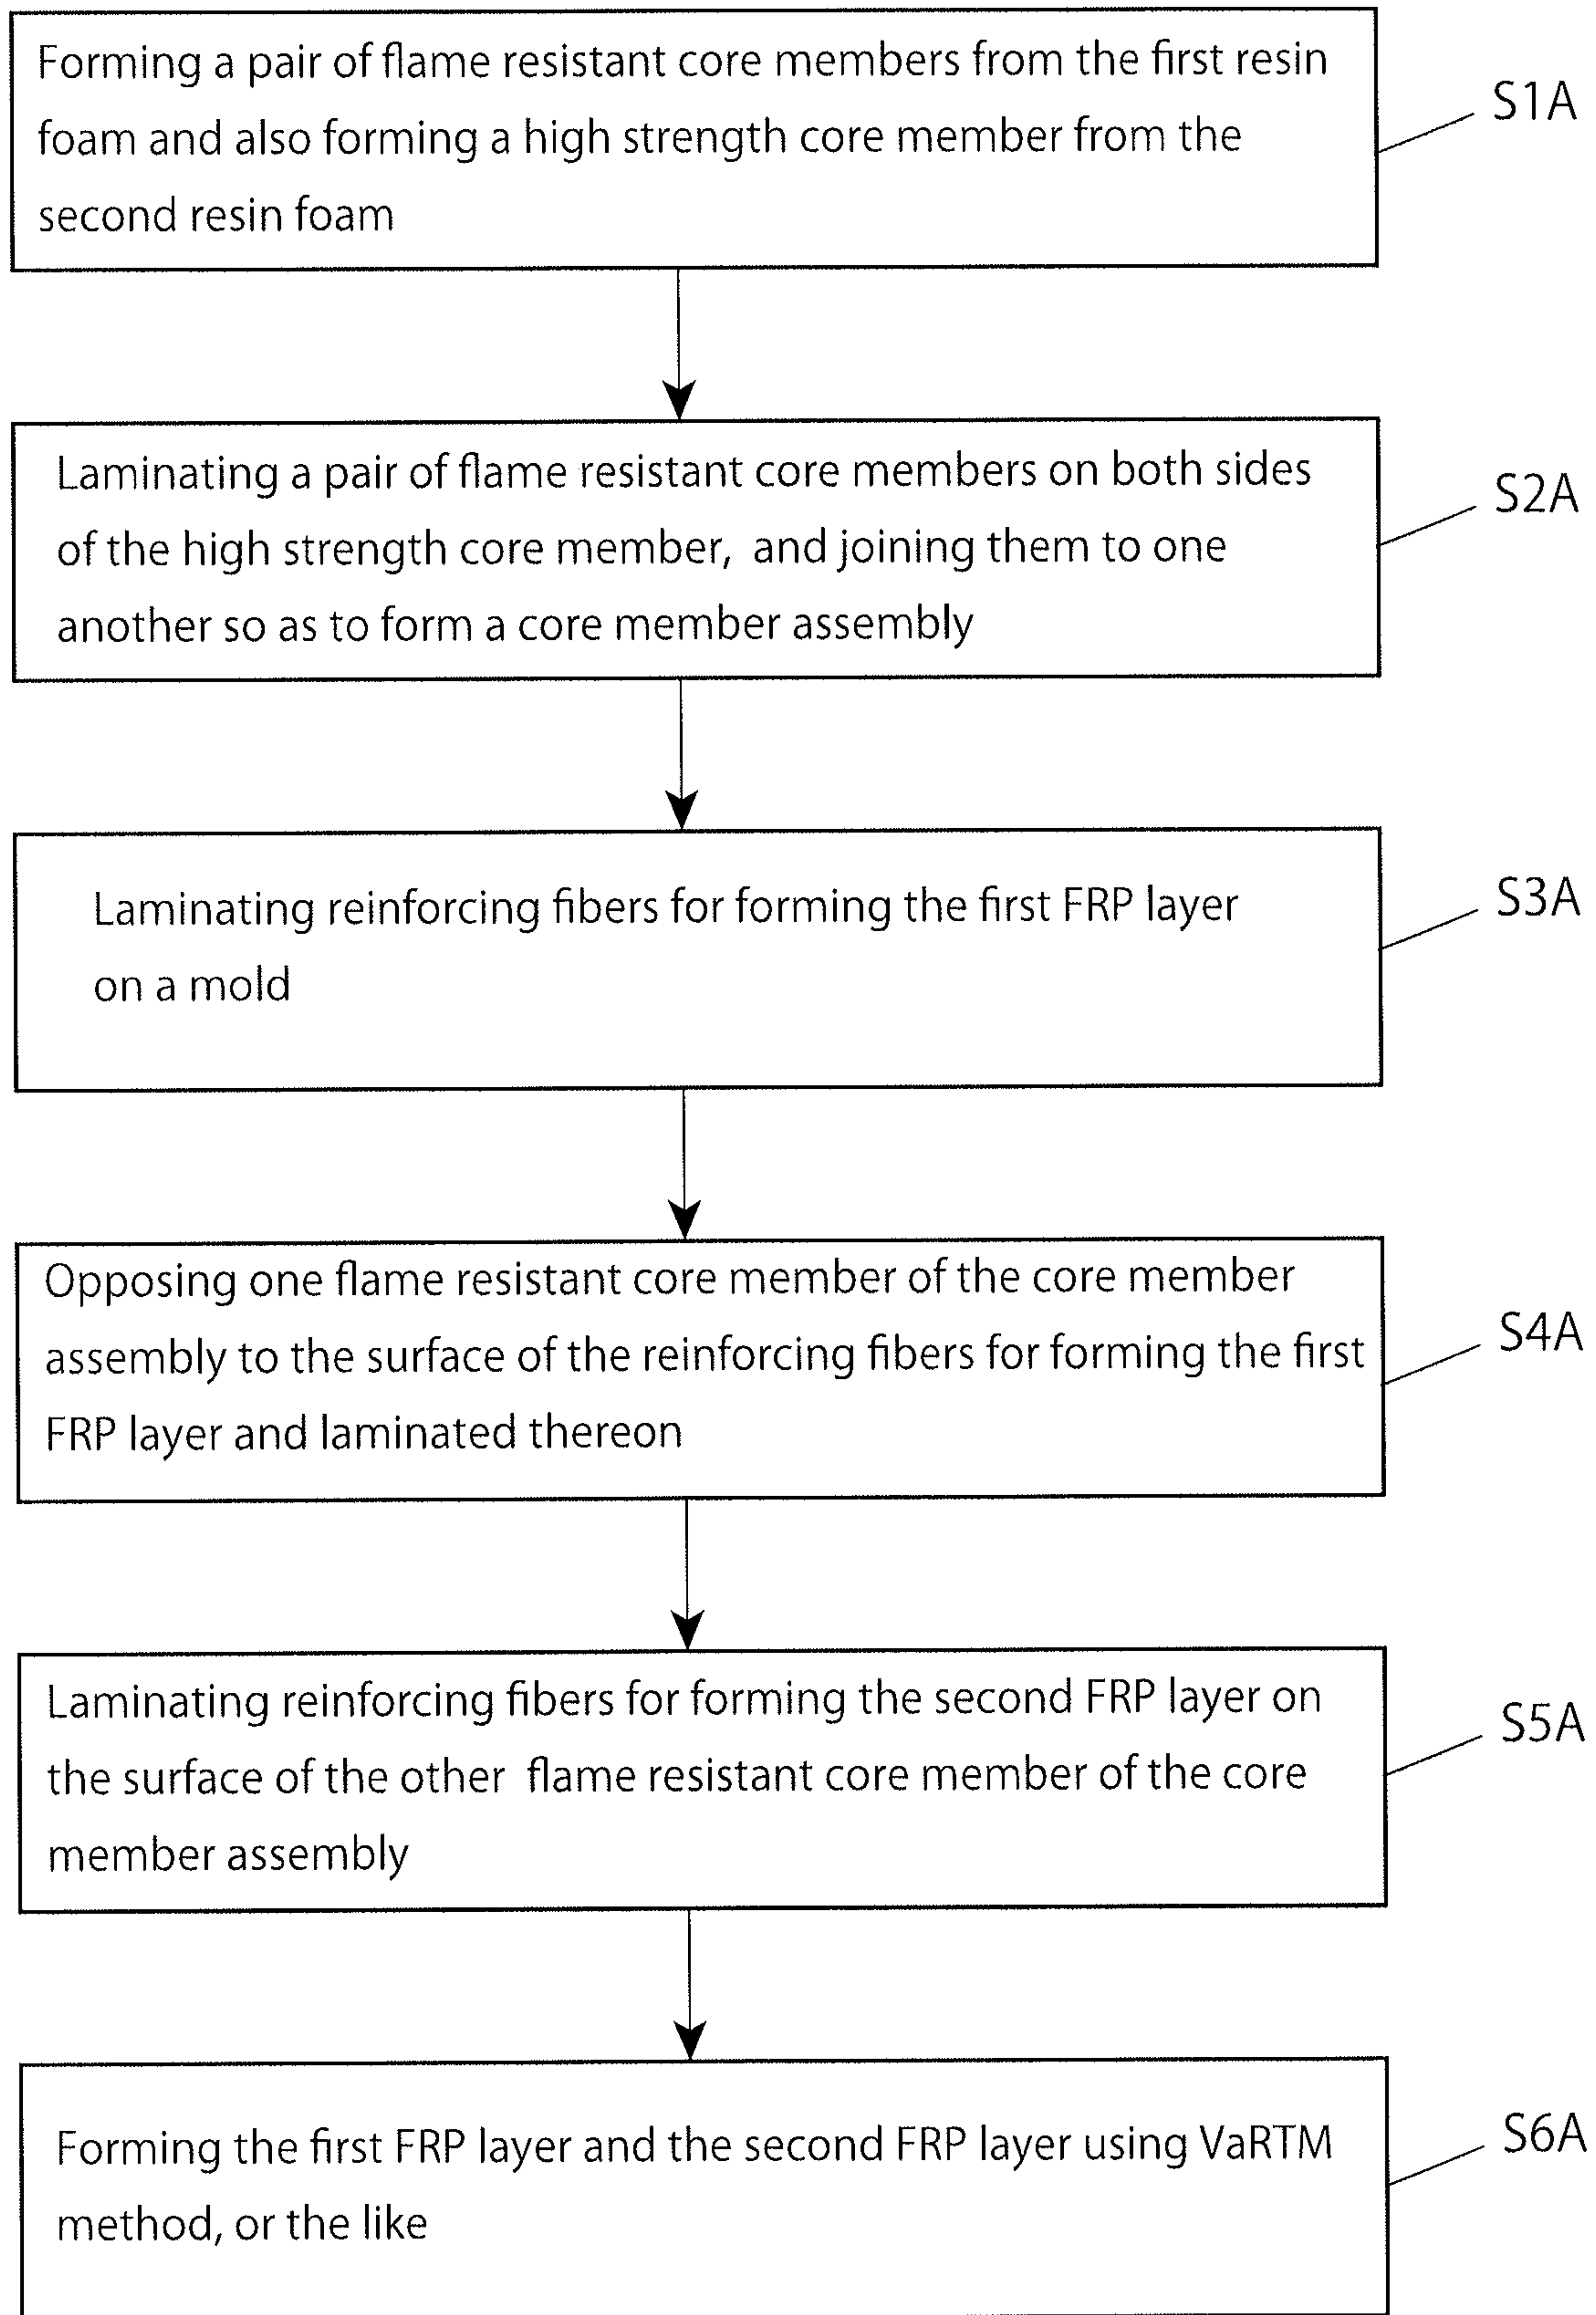 Forming a pair of flame resistant core members from the first resin
foam and also forming a high strength core member from the
second resin foam
S1A
Laminating a pair of flame resistant core members on both sides
of the high strength core member, and joining them to one
another so as to form a core member assembly
S2A
Laminating reinforcing fibers for forming the first FRP layer
on a mold
S3A
Opposing one flame resistant core member of the core member
assembly to the surface of the reinforcing fibers for forming the first
FRP layer and laminated thereon
S4A
Laminating reinforcing fibers for forming the second FRP layer on
the surface of the other flame resistant core member of the core
member assembly
S5A
Forming the first FRP layer and the second FRP layer using VaRTM
method, or the like
S6A